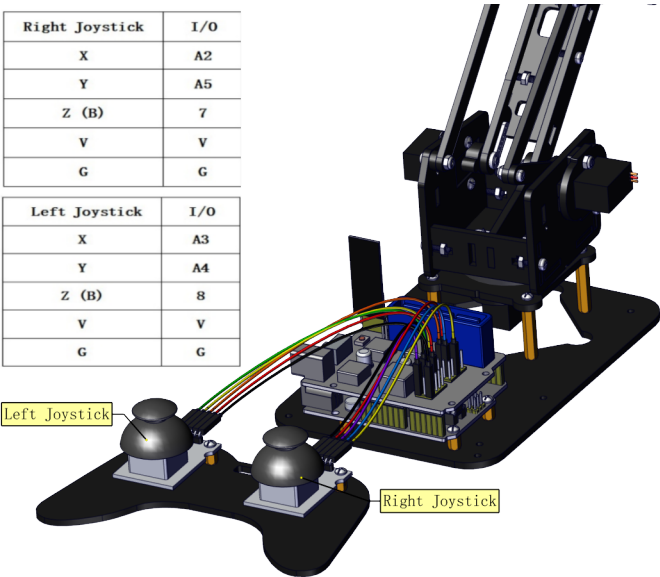 Right Joystick I/O
X A2
Y A5
Z (B) 7
V V
G G
Left Joystick I/O
X A3
Y A4
Z (B) 8
V V
G G
Left Joystick
Right Joystick